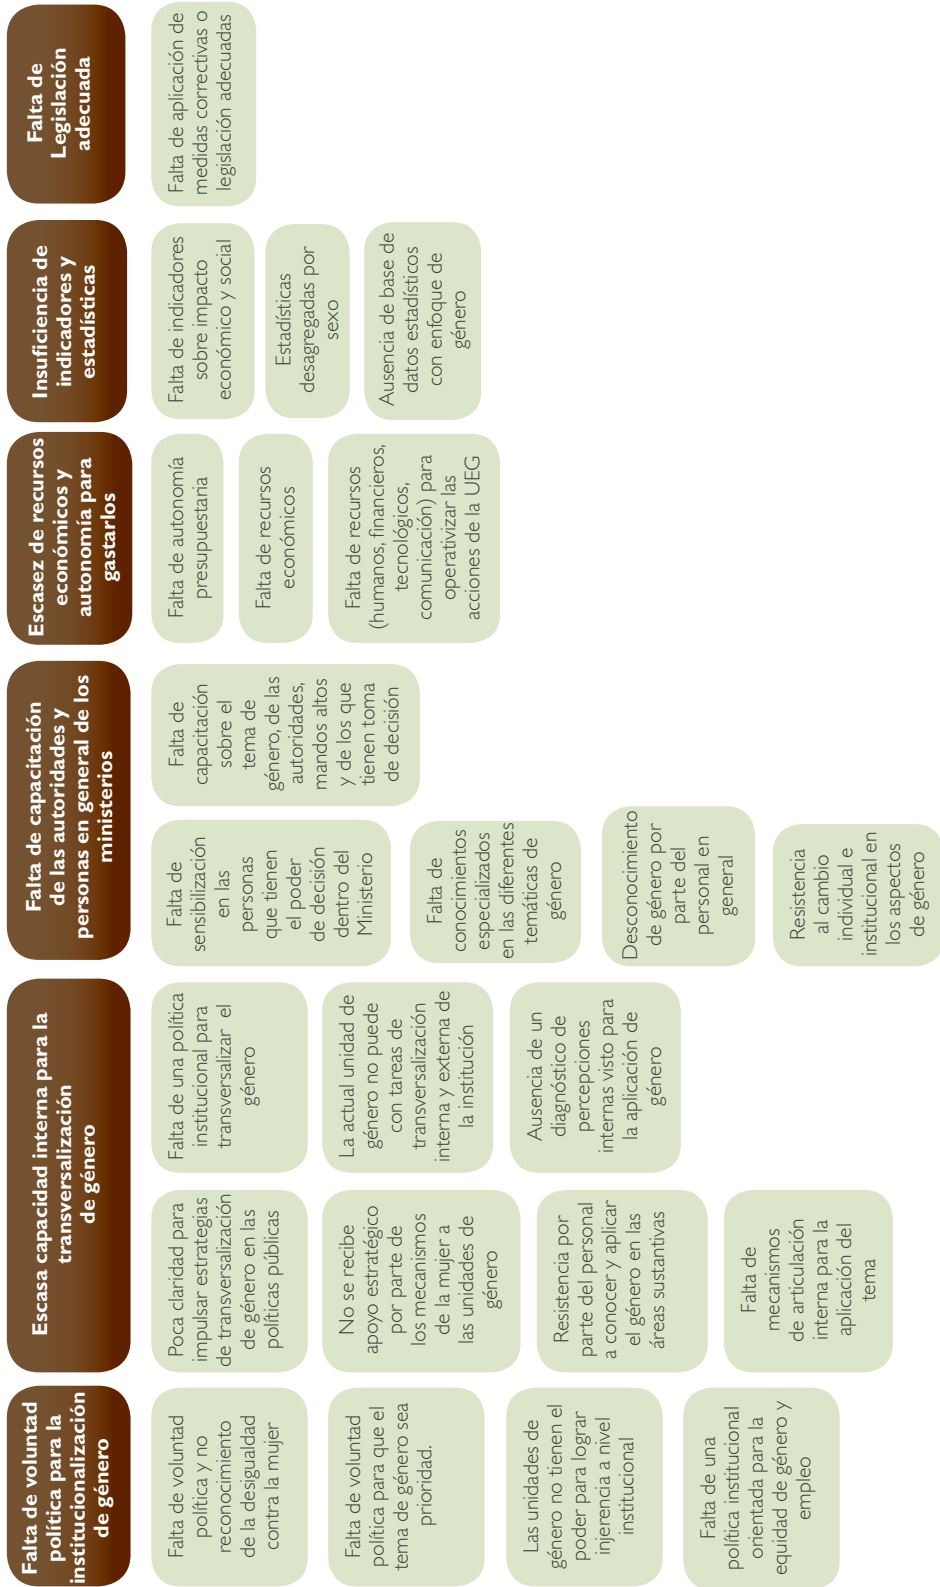 Falta de voluntad
política para la
institucionalización
de género
Falta de voluntad
política y no
reconocimiento
de la desigualdad
contra la mujer
Falta de voluntad
política para que el
tema de género sea
prioridad.
Las unidades de
género no tienen el
poder para lograr
injerencia a nivel
institucional
Falta de una
política institucional
orientada para la
equidad de género y
empleo
Escasa capacidad interna para la
transversalización
de género
Poca claridad para
impulsar estrategias
de transversalización
de género en las
políticas públicas
No se recibe
apoyo estratégico
por parte de
los mecanismos
de la mujer a
las unidades de
género
Resistencia por
parte del personal
a conocer y aplicar
el género en las
áreas sustantivas
Falta de
mecanismos
de articulación
interna para la
aplicación del
tema
Falta de una política
institucional para
transversalizar el
género
La actual unidad de
género no puede
con tareas de
transversalización
interna y externa de
la institución
Ausencia de un
diagnóstico de
percepciones
internas visto para
la aplicación de
género
Falta de capacitación
de las autoridades y
personas en general de los
ministerios
Falta de
sensibilización
en las
personas
que tienen
el poder
de decisión
dentro del
Ministerio
Falta de
conocimientos
especializados
en las diferentes
temáticas de
género
Desconocimiento
de género por
parte del
personal en
general
Resistencia
al cambio
individual e
institucional en
los aspectos
de género
Falta de
capacitación
sobre el
tema de
género, de las
autoridades,
mandos altos
y de los que
tienen toma
de decisión
Escasez de recursos
económicos y
autonomía para
gastarlos
Falta de autonomía
presupuestaria
Falta de recursos
económicos
Falta de recursos
(humanos, financieros,
tecnológicos,
comunicación) para
operativizar las
acciones de la UEG
Insuficiencia de
indicadores y
estadísticas
Falta de indicadores
sobre impacto
económico y social
Estadísticas
desagregadas por
sexo
Ausencia de base de
datos estadísticos
con enfoque de
género
Falta de
Legislación
adecuada
Falta de aplicación de
medidas correctivas o
legislación adecuadas